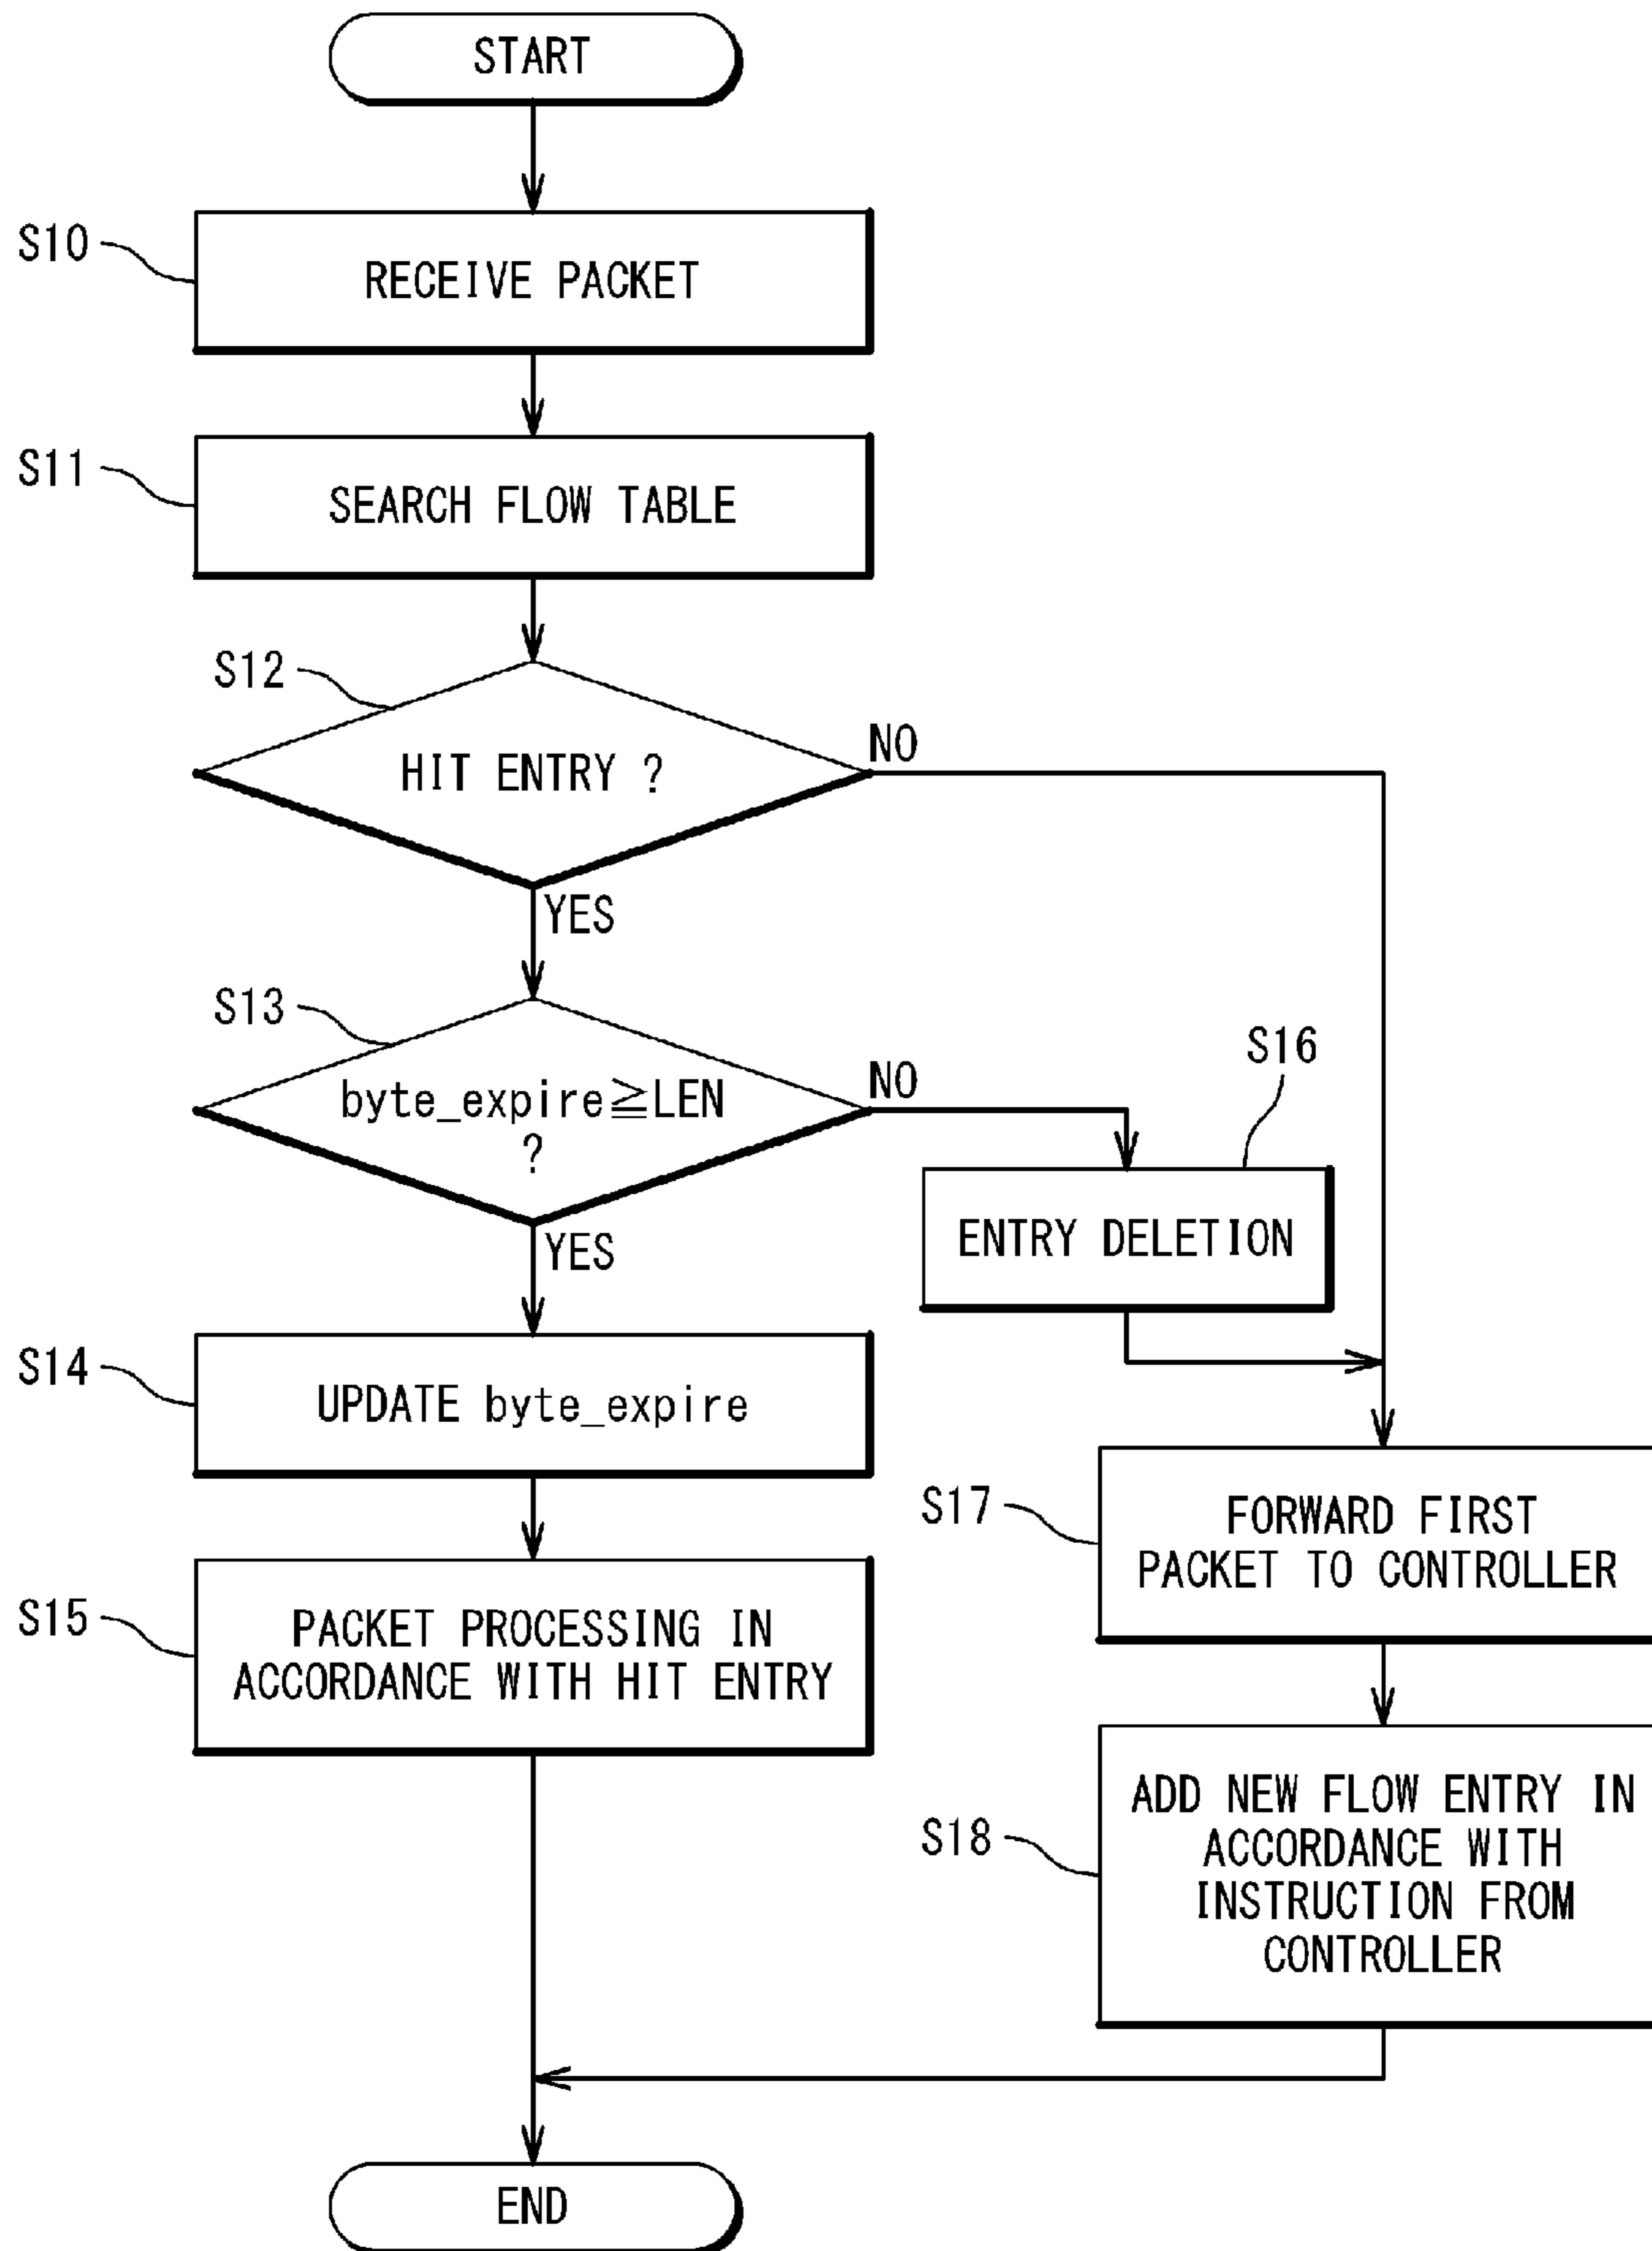 START
S10
RECEIVE PACKET
S11
SEARCH FLOW TABLE
S12
HIT ENTRY ?
NO
YES
S13
byte_expire≧LEN
?
NO
YES
S16
ENTRY DELETION
S14
UPDATE byte_expire
S17
FORWARD FIRST
PACKET TO CONTROLLER
S15
PACKET PROCESSING IN
ACCORDANCE WITH HIT ENTRY
S18
ADD NEW FLOW ENTRY IN
ACCORDANCE WITH
INSTRUCTION FROM
CONTROLLER
END